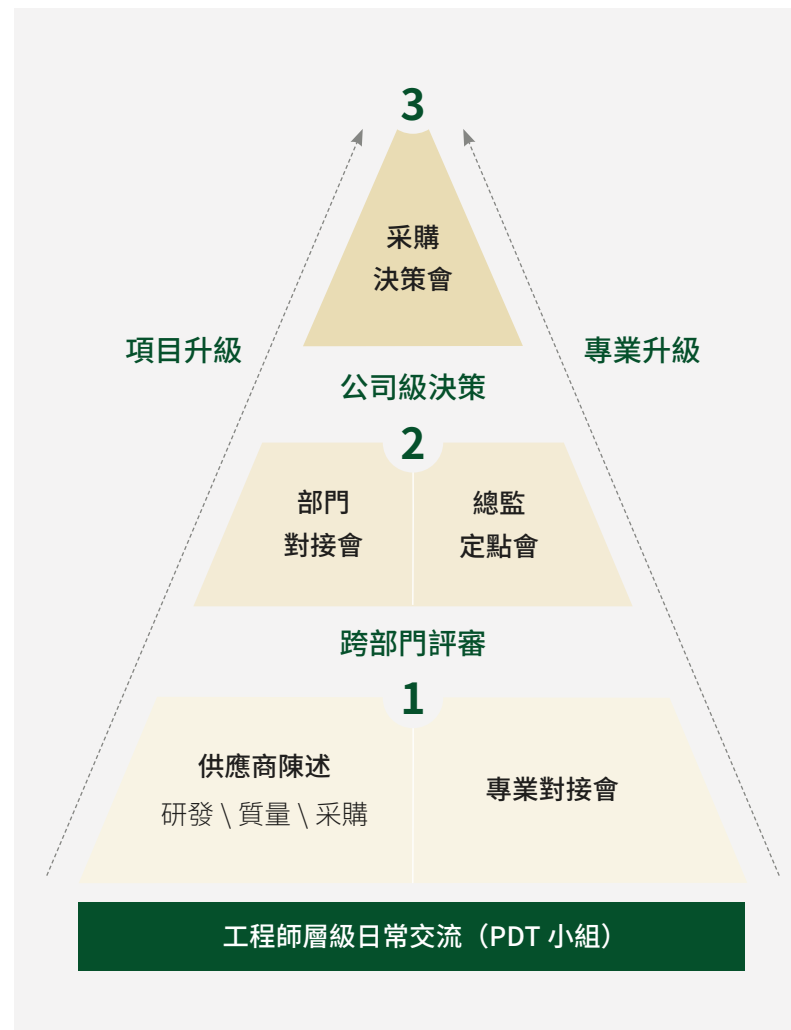 3
采購
決策會
項目升級
專業升級
公司級決策
2
部門
對接會
總監
定點會
跨部門評審
1
供應商陳述
研發 \ 質量 \ 采購
專業對接會
工程師層級日常交流（PDT 小組）